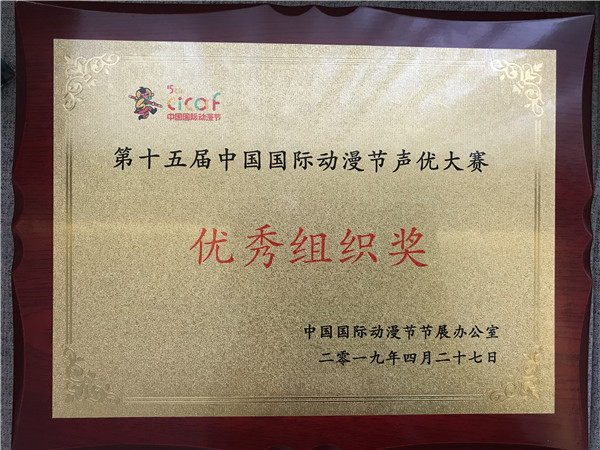 15th
cicaf
中国国际动漫节
第十五届中国国际动漫节声优大赛
优秀组织奖
中国国际动漫节节展办公室
二零一九年四月二十七日